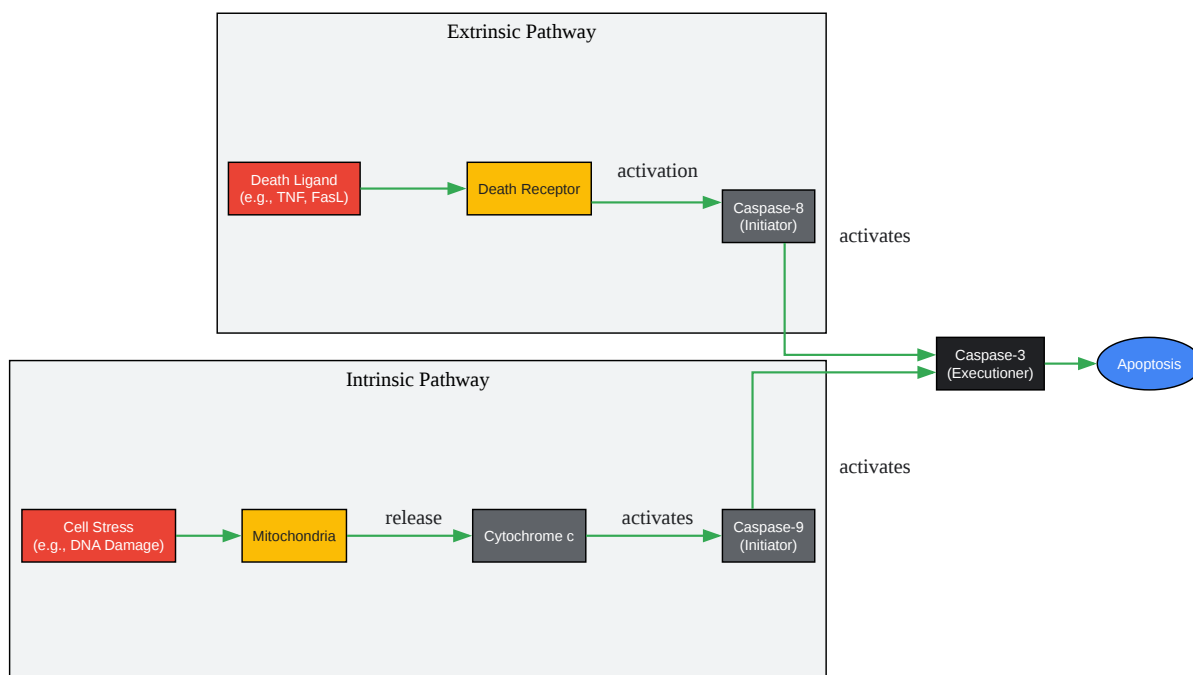 Extrinsic Pathway
Death Ligand
(e.g., TNF, FasL)
Death Receptor
activation
Caspase-8
(Initiator)
activates
Caspase-3
(Executioner)
Apoptosis
Intrinsic Pathway
Cell Stress
(e.g., DNA Damage)
Mitochondria
release
Cytochrome c
activates
Caspase-9
(Initiator)
activates